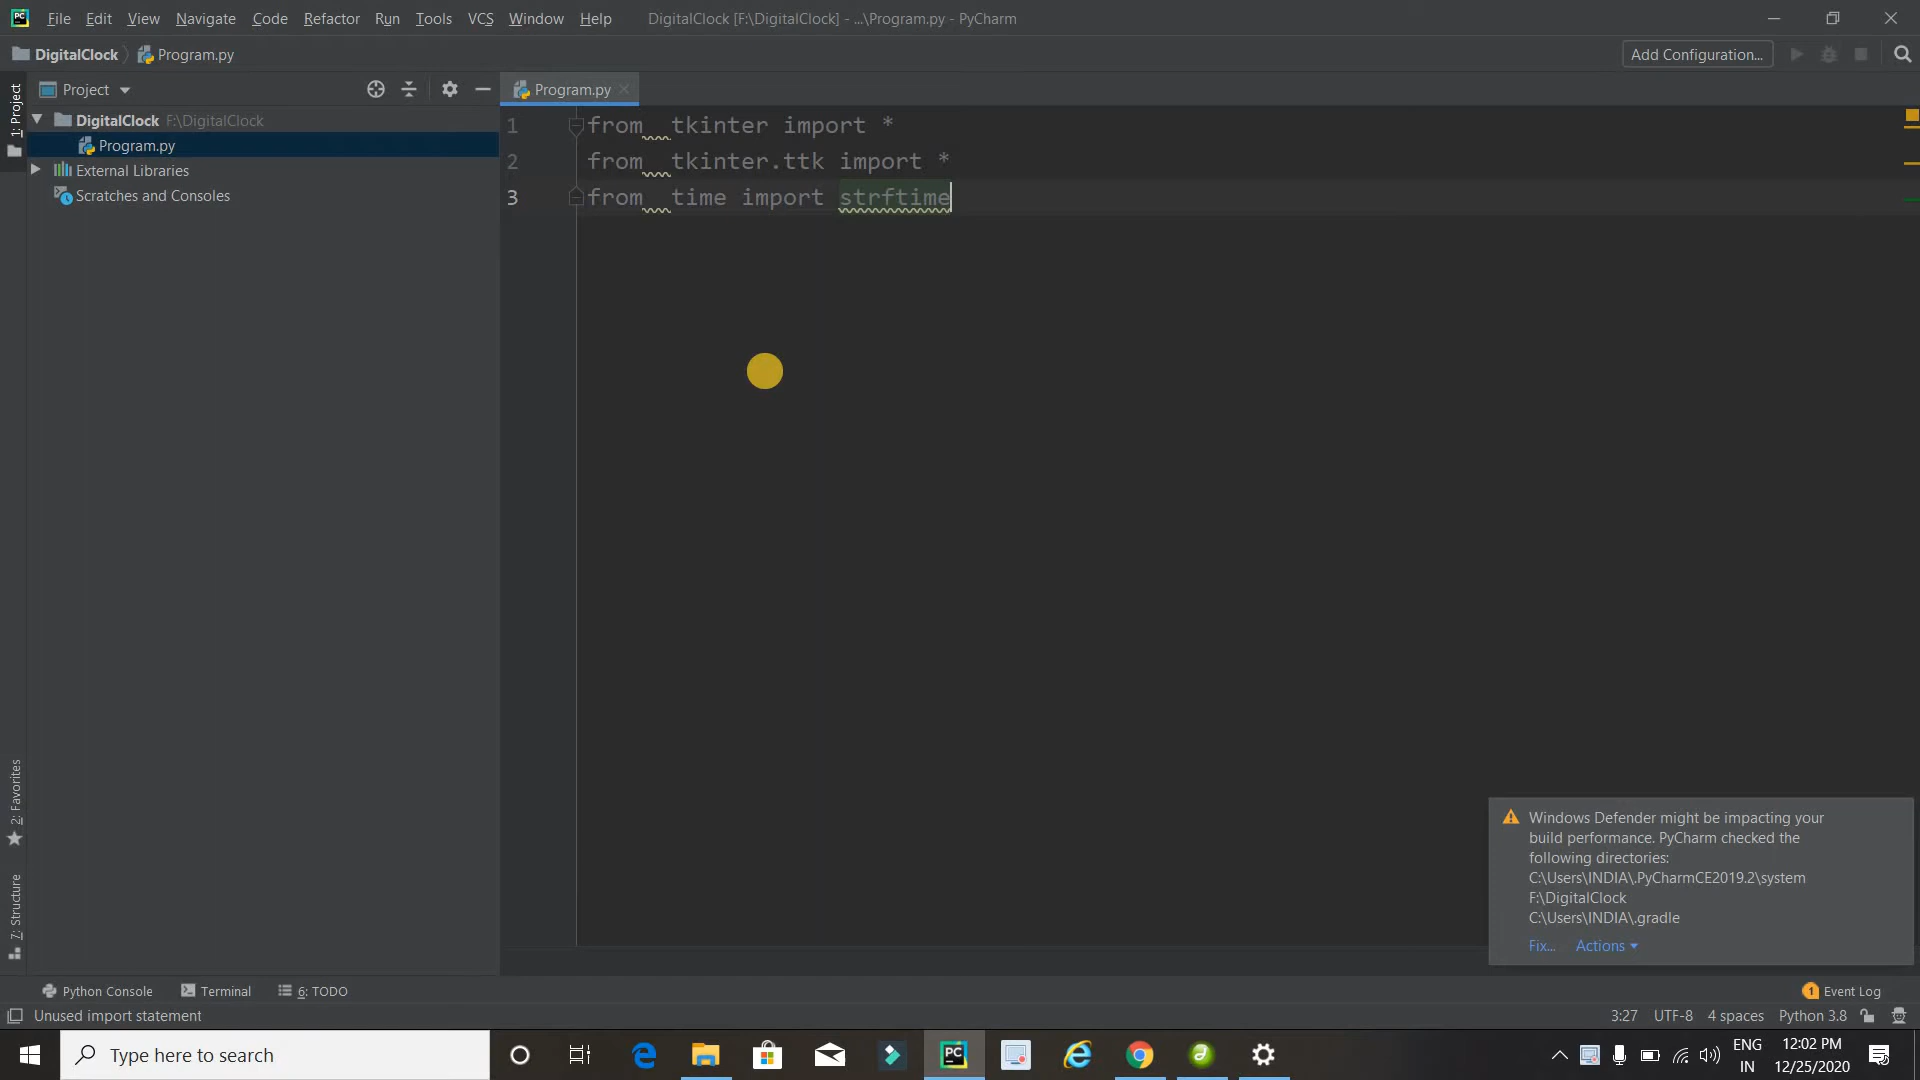 File Edit View Navigate Code Refactor Run Tools VCS Window Help DigitalClock [F:\DigitalClock] - ...\Program.py - PyCharm
DigitalClock Program.py Add Configuration...
1: Project
Project
Program.py
DigitalClock F:\DigitalClock
Program.py
External Libraries
Scratches and Consoles
1 from  tkinter import *
2 from  tkinter.ttk import *
3 from  time import strftime
2: Favorites
7: Structure
Windows Defender might be impacting your
build performance. PyCharm checked the
following directories:
C:\Users\INDIA\.PyCharmCE2019.2\system
F:\DigitalClock
C:\Users\INDIA\.gradle
Fix... Actions
Python Console Terminal 6: TODO 1 Event Log
Unused import statement 3:27 UTF-8 4 spaces Python 3.8
Type here to search
PC
ENG
IN
12:02 PM
12/25/2020